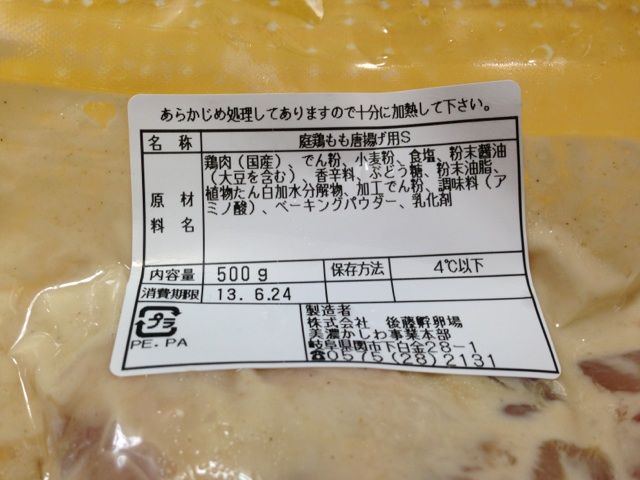 あらかじめ処理してありますので十分に加熱して下さい。
名称 庭鶏もも唐揚げ用S
原材料名 鶏肉(国産)、でん粉、小麦粉、食塩、粉末醤油
(大豆を含む)、香辛料、ぶどう糖、粉末油脂、
植物たん白加水分解物、加工でん粉、調味料(ア
ミノ酸)、ベーキングパウダー、乳化剤
内容量 500g 保存方法 4℃以下
消費期限 13.6.24
プラ
PE.PA
製造者
株式会社 後藤孵卵場
美濃かしわ事業本部
岐阜県関市下白金28-1
☎0575(28)2131